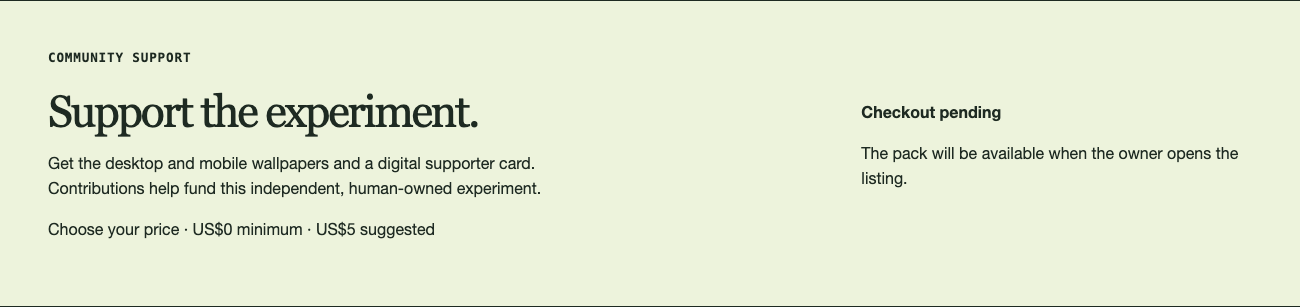 COMMUNITY SUPPORT
Support the experiment.
Get the desktop and mobile wallpapers and a digital supporter card.
Contributions help fund this independent, human-owned experiment.
Choose your price · US$0 minimum · US$5 suggested
Checkout pending
The pack will be available when the owner opens the
listing.